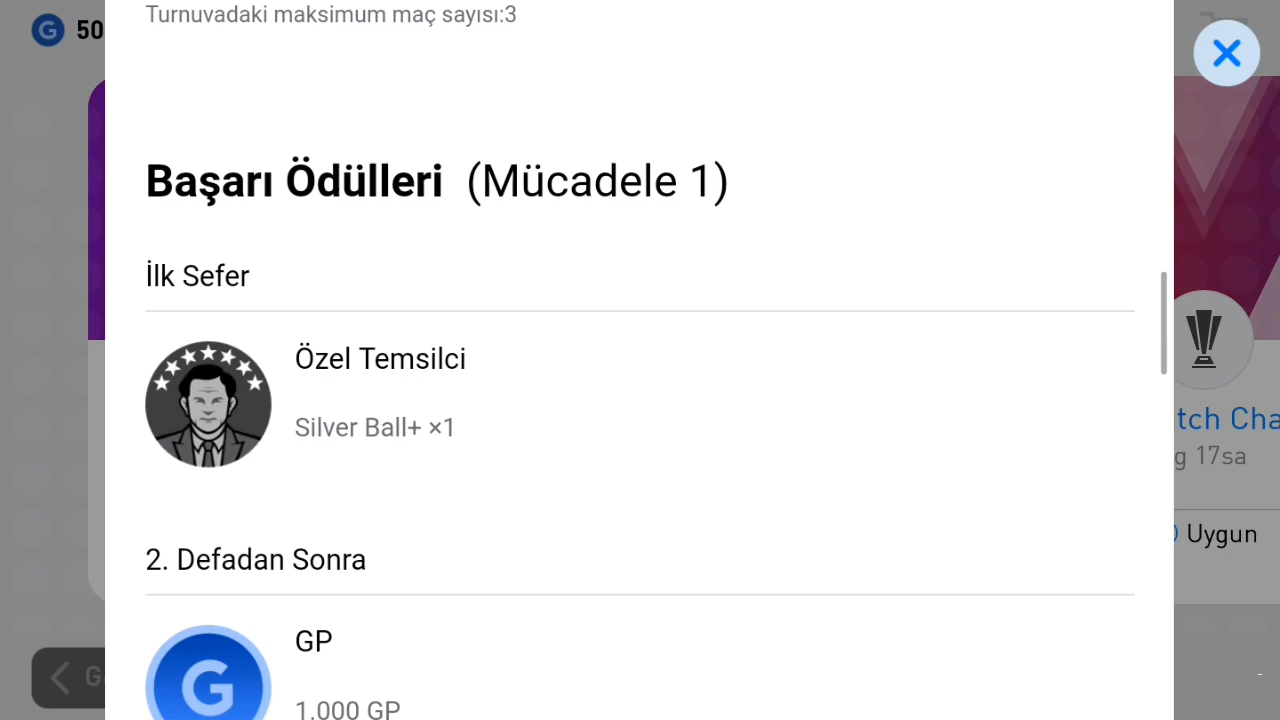 Turnuvadaki maksimum maç sayısı:3
50
Başarı Ödülleri (Mücadele 1)
İlk Sefer
Özel Temsilci
Silver Ball+ ×1
tch Cha
g 17sa
Uygun
2. Defadan Sonra
GP
1.000 GP
G